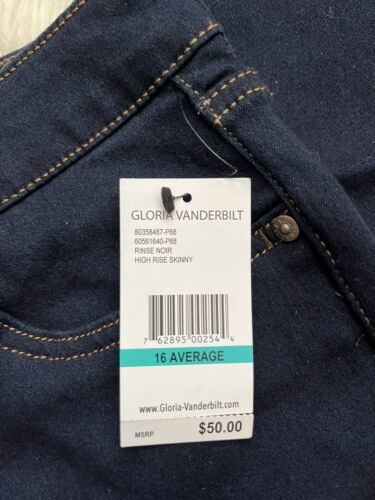 GLORIA VANDERBILT
80358487-P88
60561640-P88
RINSE NOIR
HIGH RISE SKINNY
7 62895 00254 4
16 AVERAGE
www.Gloria-Vanderbilt.com
MSRP $50.00